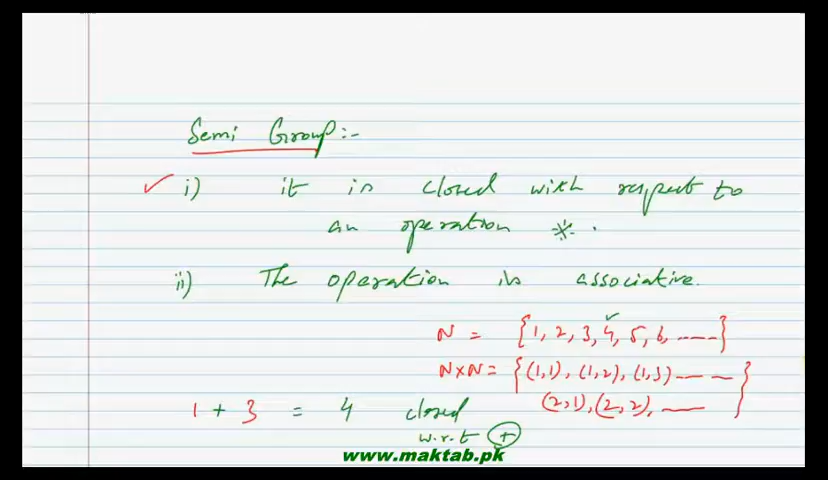 Semi Group:-
✓ i) it is closed with respect to
an operation * .
ii) The operation is associative.
N = {1, 2, 3, 4, 5, 6, ......}
N×N = {(1,1), (1,2), (1,3) — —
(2,1), (2,2), — }
1 + 3 = 4 closed
w.r.t +
www.maktab.pk